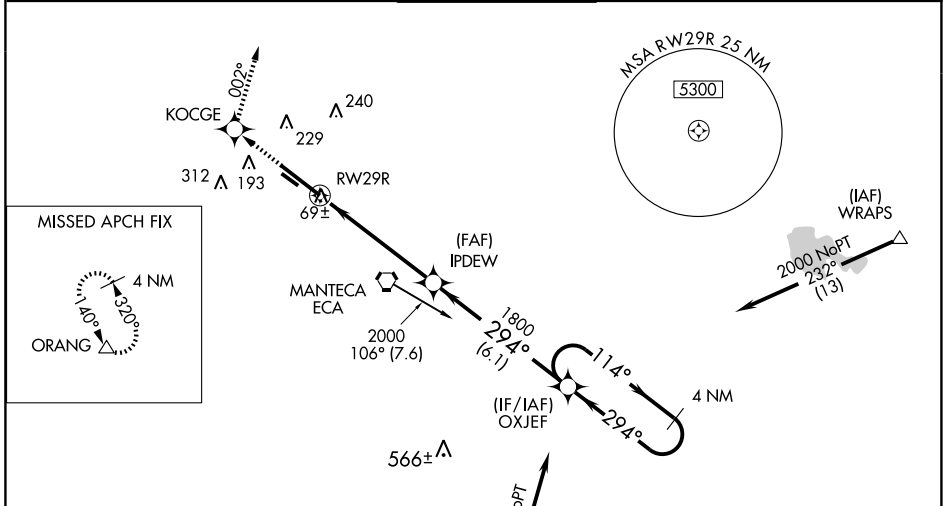 MSA RW29R 25 NM
5300
002°
KOCGE
240
229
312
193
RW29R
69±
(IAF)
WRAPS
2000 NoPT
232°
(13)
MISSED APCH FIX
4 NM
140°
320°
ORANG
(FAF)
IPDEW
MANTECA
ECA
2000
106° (7.6)
1800
294°
(6.1)
114°
4 NM
294°
(IF/IAF)
OXJEF
566±